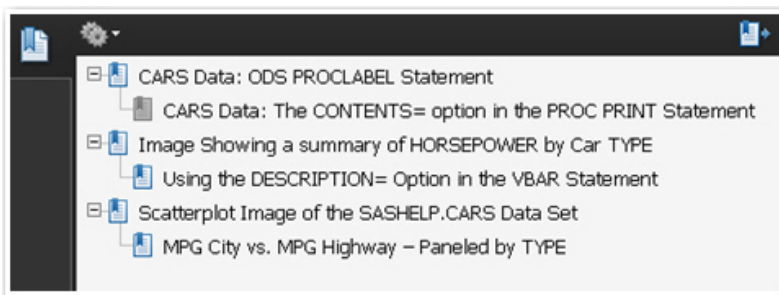 CARS Data: ODS PROCLABEL Statement
CARS Data: The CONTENTS= option in the PROC PRINT Statement
Image Showing a summary of HORSEPOWER by Car TYPE
Using the DESCRIPTION= Option in the VBAR Statement
Scatterplot Image of the SASHELP.CARS Data Set
MPG City vs. MPG Highway – Paneled by TYPE